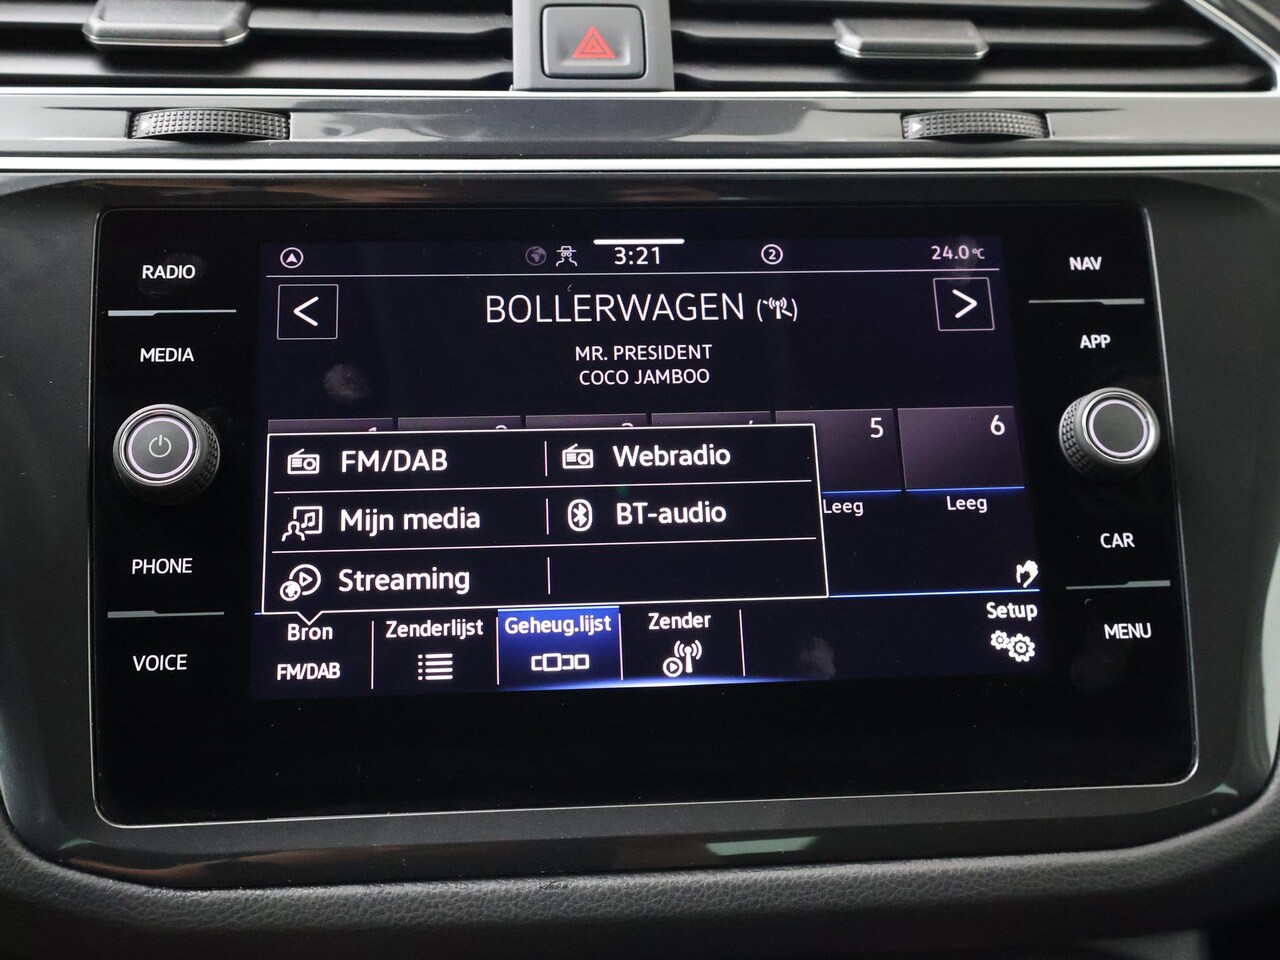 RADIO
MEDIA
PHONE
VOICE
3:21
2
24.0°C
BOLLERWAGEN
MR. PRESIDENT
COCO JAMBOO
5
6
FM/DAB
Webradio
Mijn media
BT-audio
Streaming
Leeg
Leeg
Bron
FM/DAB
Zenderlijst
Geheug.lijst
Zender
Setup
NAV
APP
CAR
MENU